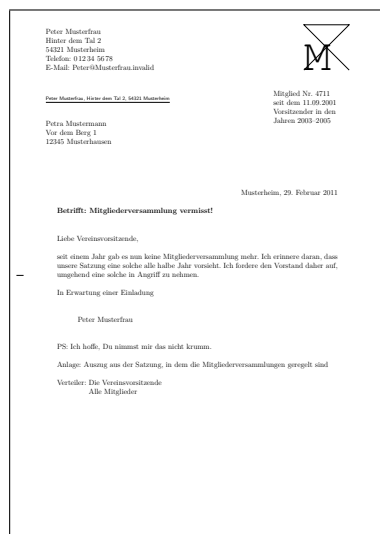 Peter Musterfrau
Hinter dem Tal 2
54321 Musterheim
Telefon: 0 12 34 56 78
E-Mail: Peter@Musterfrau.invalid
M
Peter Musterfrau, Hinter dem Tal 2, 54321 Musterheim
Mitglied Nr. 4711
seit dem 11.09.2001
Vorsitzender in den
Jahren 2003–2005
Petra Mustermann
Vor dem Berg 1
12345 Musterhausen
Musterheim, 29. Februar 2011
Betrifft: Mitgliederversammlung vermisst!
Liebe Vereinsvorsitzende,
seit einem Jahr gab es nun keine Mitgliederversammlung mehr. Ich erinnere daran, dass
unsere Satzung eine solche alle halbe Jahr vorsieht. Ich fordere den Vorstand daher auf,
umgehend eine solche in Angriff zu nehmen.
In Erwartung einer Einladung
Peter Musterfrau
PS: Ich hoffe, Du nimmst mir das nicht krumm.
Anlage: Auszug aus der Satzung, in dem die Mitgliederversammlungen geregelt sind
Verteiler: Die Vereinsvorsitzende
Alle Mitglieder